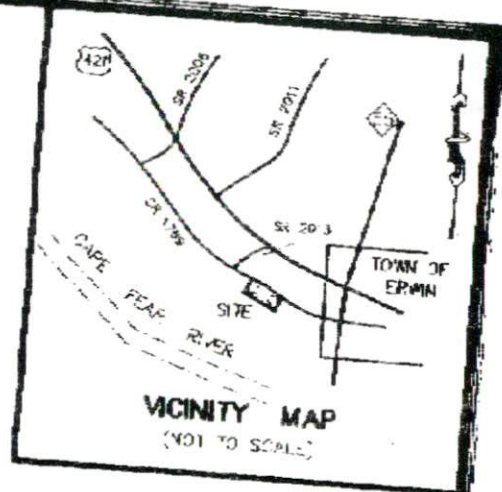 SR 2006
SR 2011
SR 1769
SR 2013
TOWN OF
ERWIN
SITE
CAPE
FEAR
RIVER
VICINITY MAP
(NOT TO SCALE)